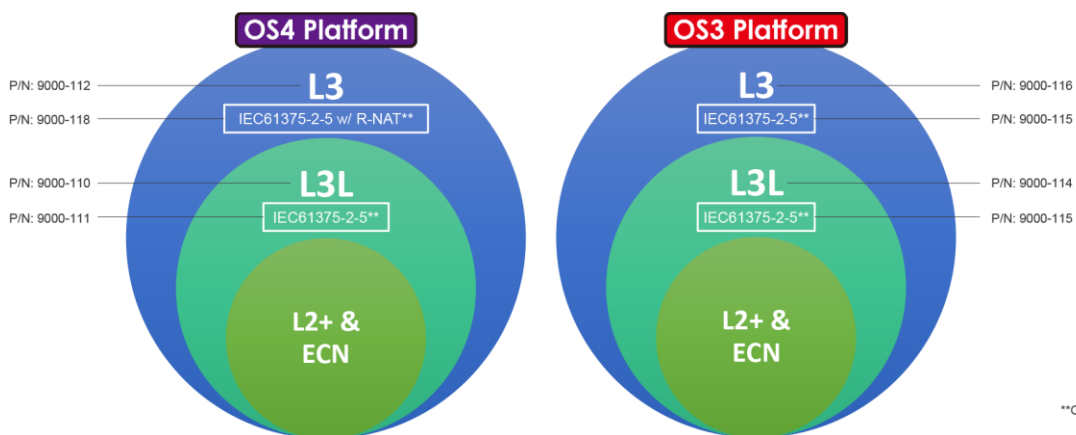 OS4 Platform
L3
P/N: 9000-112
IEC61375-2-5 w/ R-NAT**
P/N: 9000-118
L3L
P/N: 9000-110
IEC61375-2-5**
P/N: 9000-111
L2+ &
ECN
OS3 Platform
L3
P/N: 9000-116
IEC61375-2-5**
P/N: 9000-115
L3L
P/N: 9000-114
IEC61375-2-5**
P/N: 9000-115
L2+ &
ECN